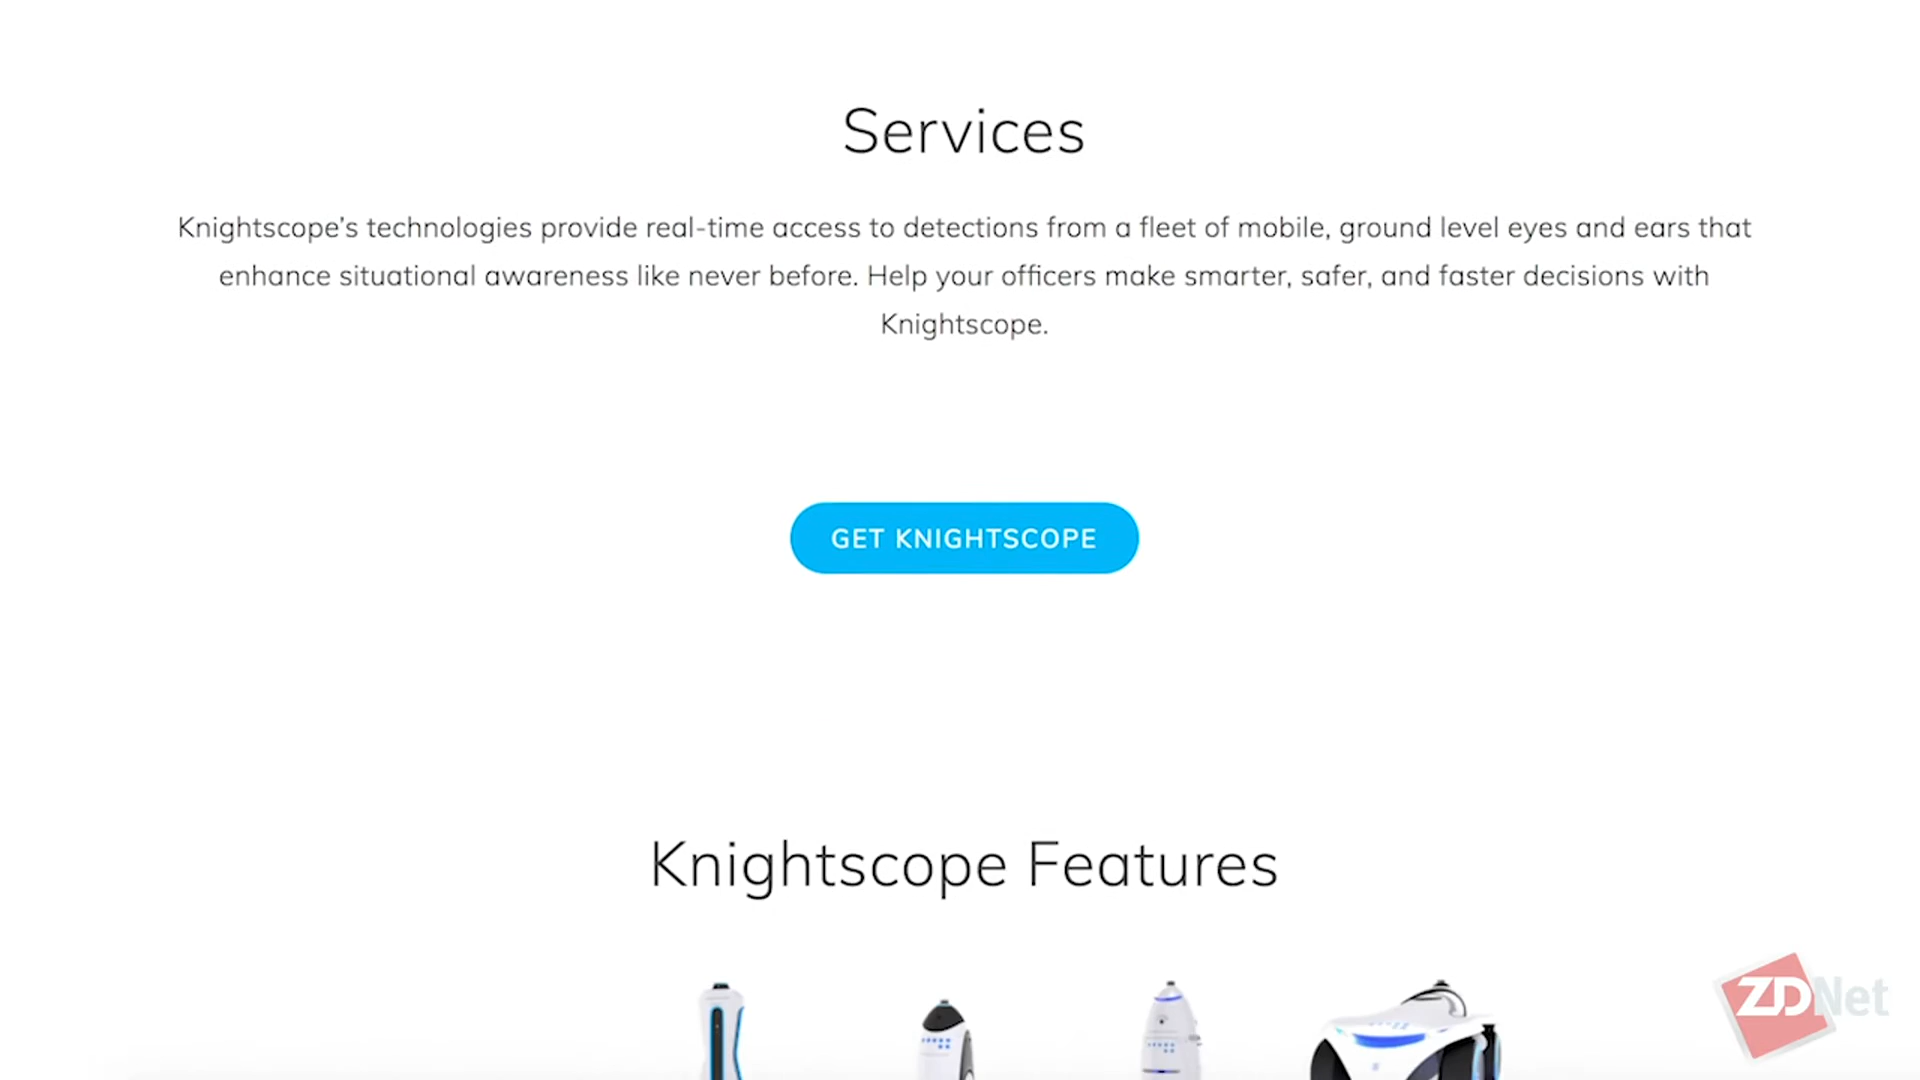 Services
Knightscope's technologies provide real-time access to detections from a fleet of mobile, ground level eyes and ears that
enhance situational awareness like never before. Help your officers make smarter, safer, and faster decisions with
Knightscope.
GET KNIGHTSCOPE
Knightscope Features
ZDNet